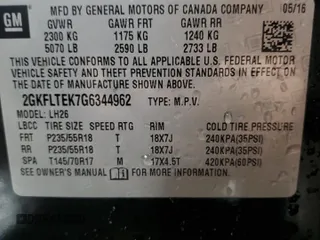 GM
MFD BY GENERAL MOTORS OF CANADA COMPANY 05/16
GVWR GAWR FRT GAWR RR
2300 KG 1175 KG 1240 KG
5070 LB 2590 LB 2733 LB
THIS VEHICLE CONFORMS TO ALL APPLICABLE U.S. FEDERAL MOTOR
VEHICLE SAFETY STANDARDS IN EFFECT ON
THE DATE OF MANUFACTURE SHOWN ABOVE.
2GKFLTEK7G6344962 TYPE: M.P.V.
MODEL: LH26
LBCC TIRE SIZE SPEED RTG RIM COLD TIRE PRESSURE
FRT P235/55R18 T 18X7J 240KPA(35PSI)
RR P235/55R18 T 18X7J 240KPA(35PSI)
SPA T145/70R17 M 17X4.5T 420KPA(60PSI)
SEE OWNER'S MANUAL FOR ADDITIONAL INFORMATION